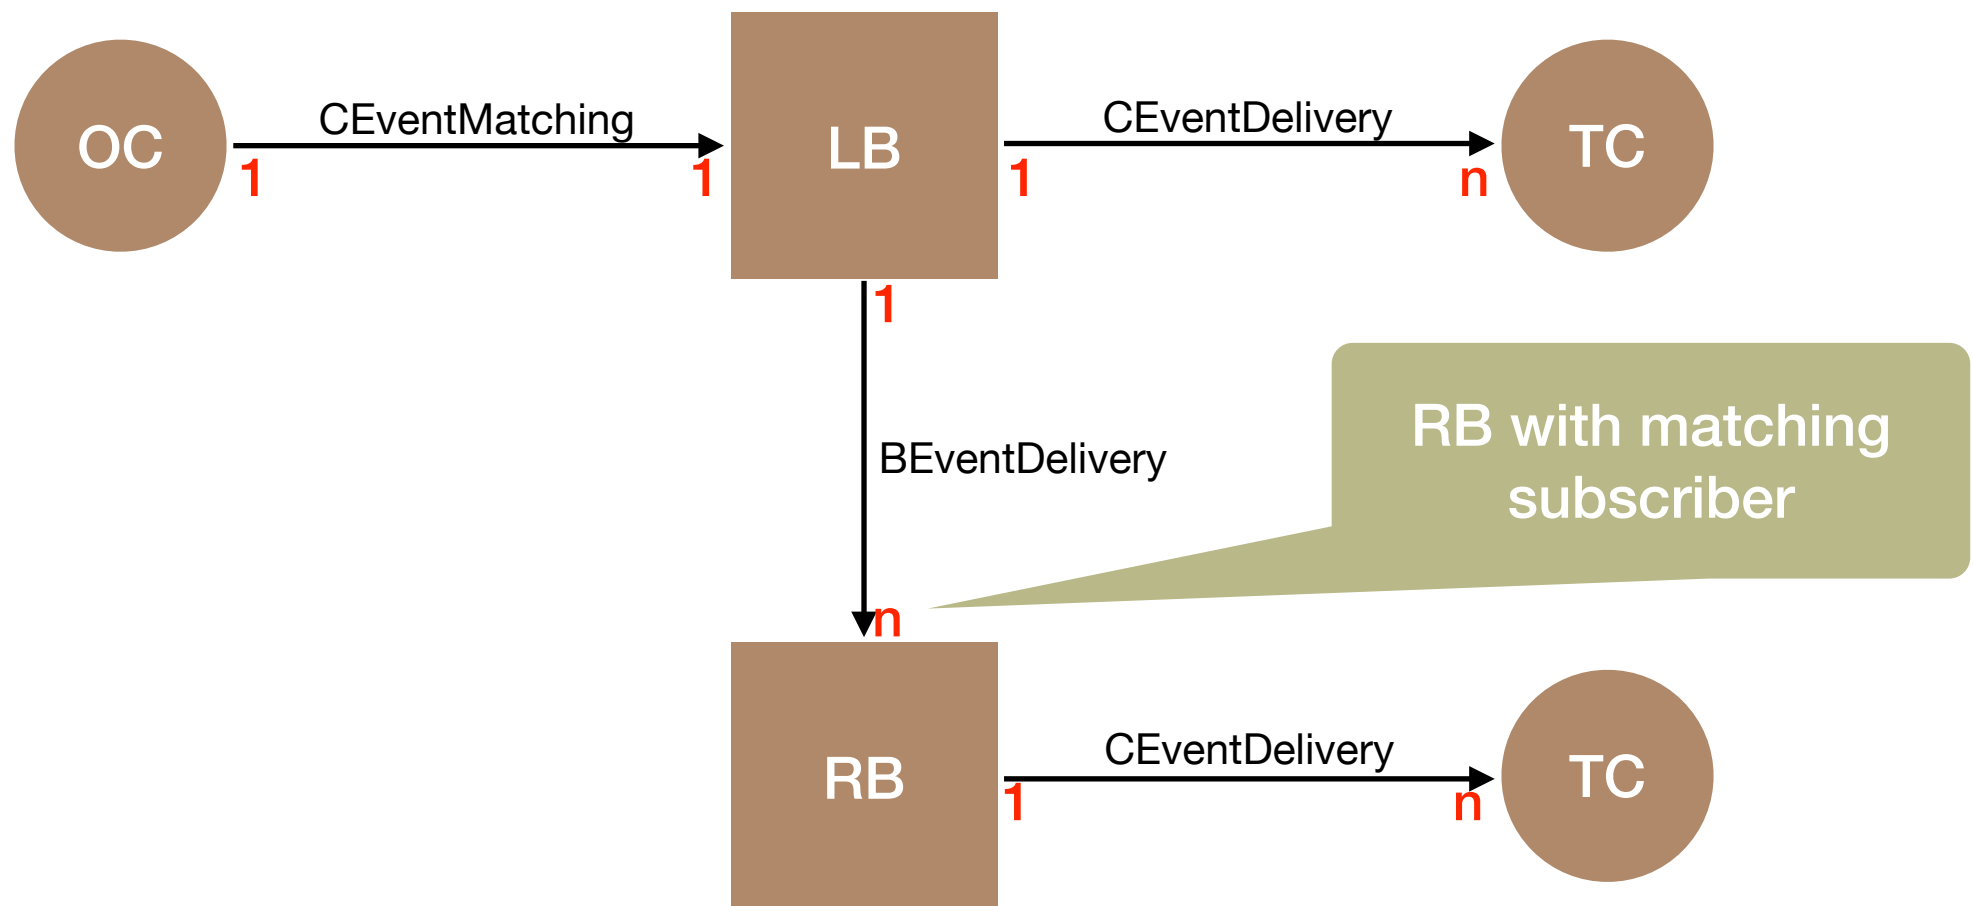 OC
CEventMatching
1
1
LB
CEventDelivery
1
n
TC
1
BEventDelivery
n
RB with matching
subscriber
RB
CEventDelivery
1
n
TC